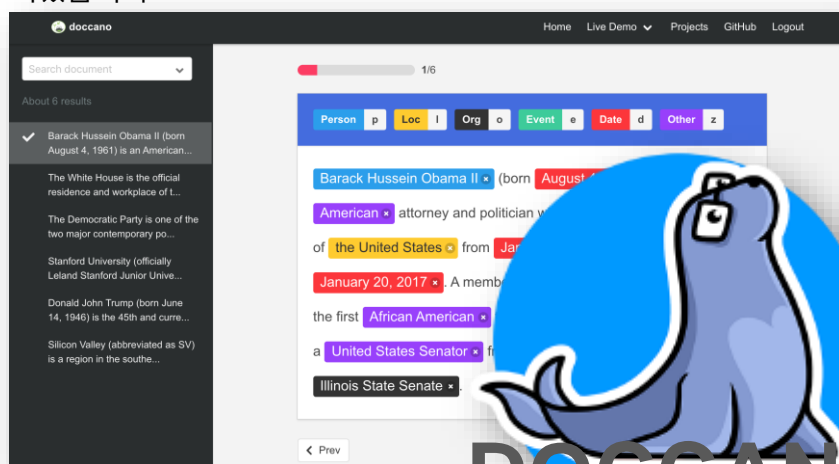 doccano
Home Live Demo Projects GitHub Logout
Search document
About 6 results
Barack Hussein Obama II (born
August 4, 1961) is an American...
The White House is the official
residence and workplace of t...
The Democratic Party is one of the
two major contemporary po...
Stanford University (officially
Leland Stanford Junior Unive...
Donald John Trump (born June
14, 1946) is the 45th and curre...
Silicon Valley (abbreviated as SV)
is a region in the southe...
1/6
Person p Loc l Org o Event e Date d Other z
Barack Hussein Obama II (born August
American attorney and politician
of the United States from
January 20, 2017 . A memb
the first African American
a United States Senator
Illinois State Senate .
Prev
DOCCAN